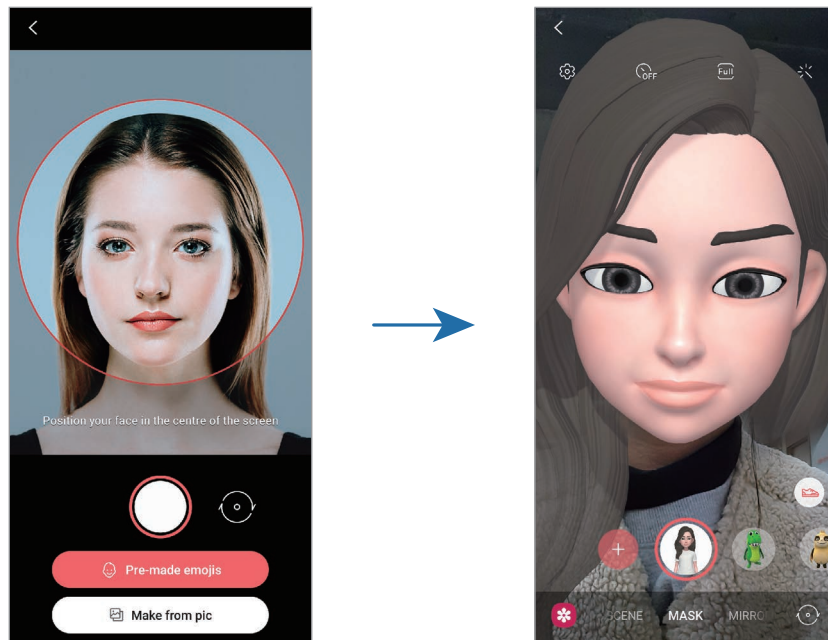 Position your face in the centre of the screen
Pre-made emojis
Make from pic
OFF
Full
SCENE
MASK
MIRRO